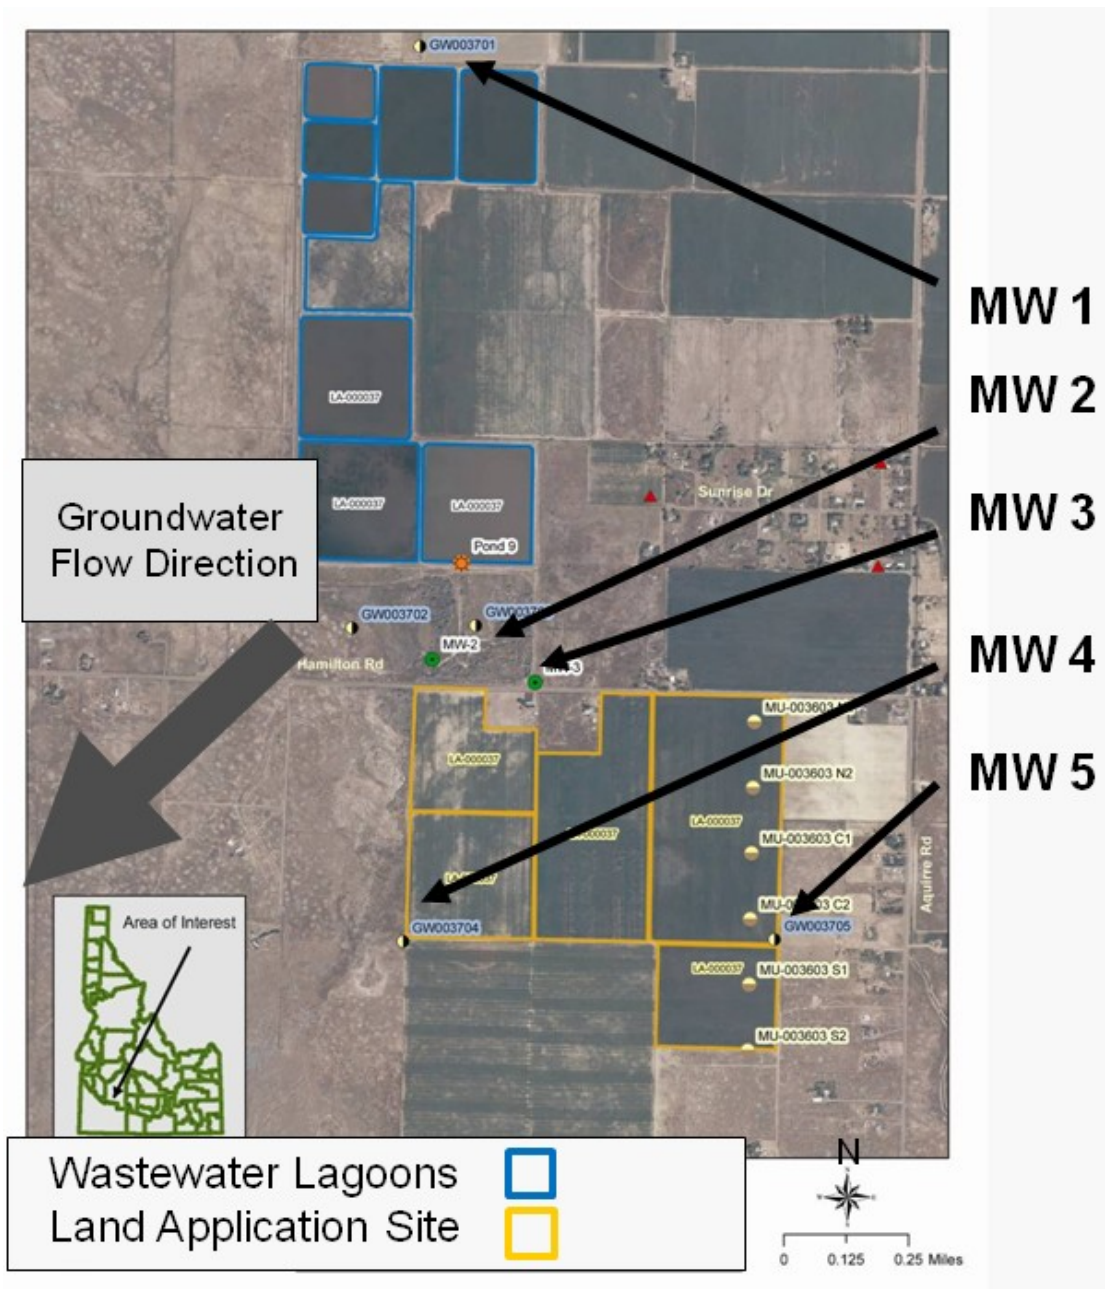 GW003701
MW 1
MW 2
LA-000037
Sunrise Dr
LA-000037
LA-000037
Groundwater
Flow Direction
MW 3
Pond 9
GW003702
MW-2
Hamilton Rd
MW 4
MU-003603
LA-000037
MW 5
MU-003603 N2
LA-000037
MU-003603 C1
Aquirre Rd
LA-000037
GW003704
GW003705
Area of Interest
LA-000037
MU-003603 S1
MU-003603 S2
N
Wastewater Lagoons
Land Application Site
0 0.125 0.25 Miles